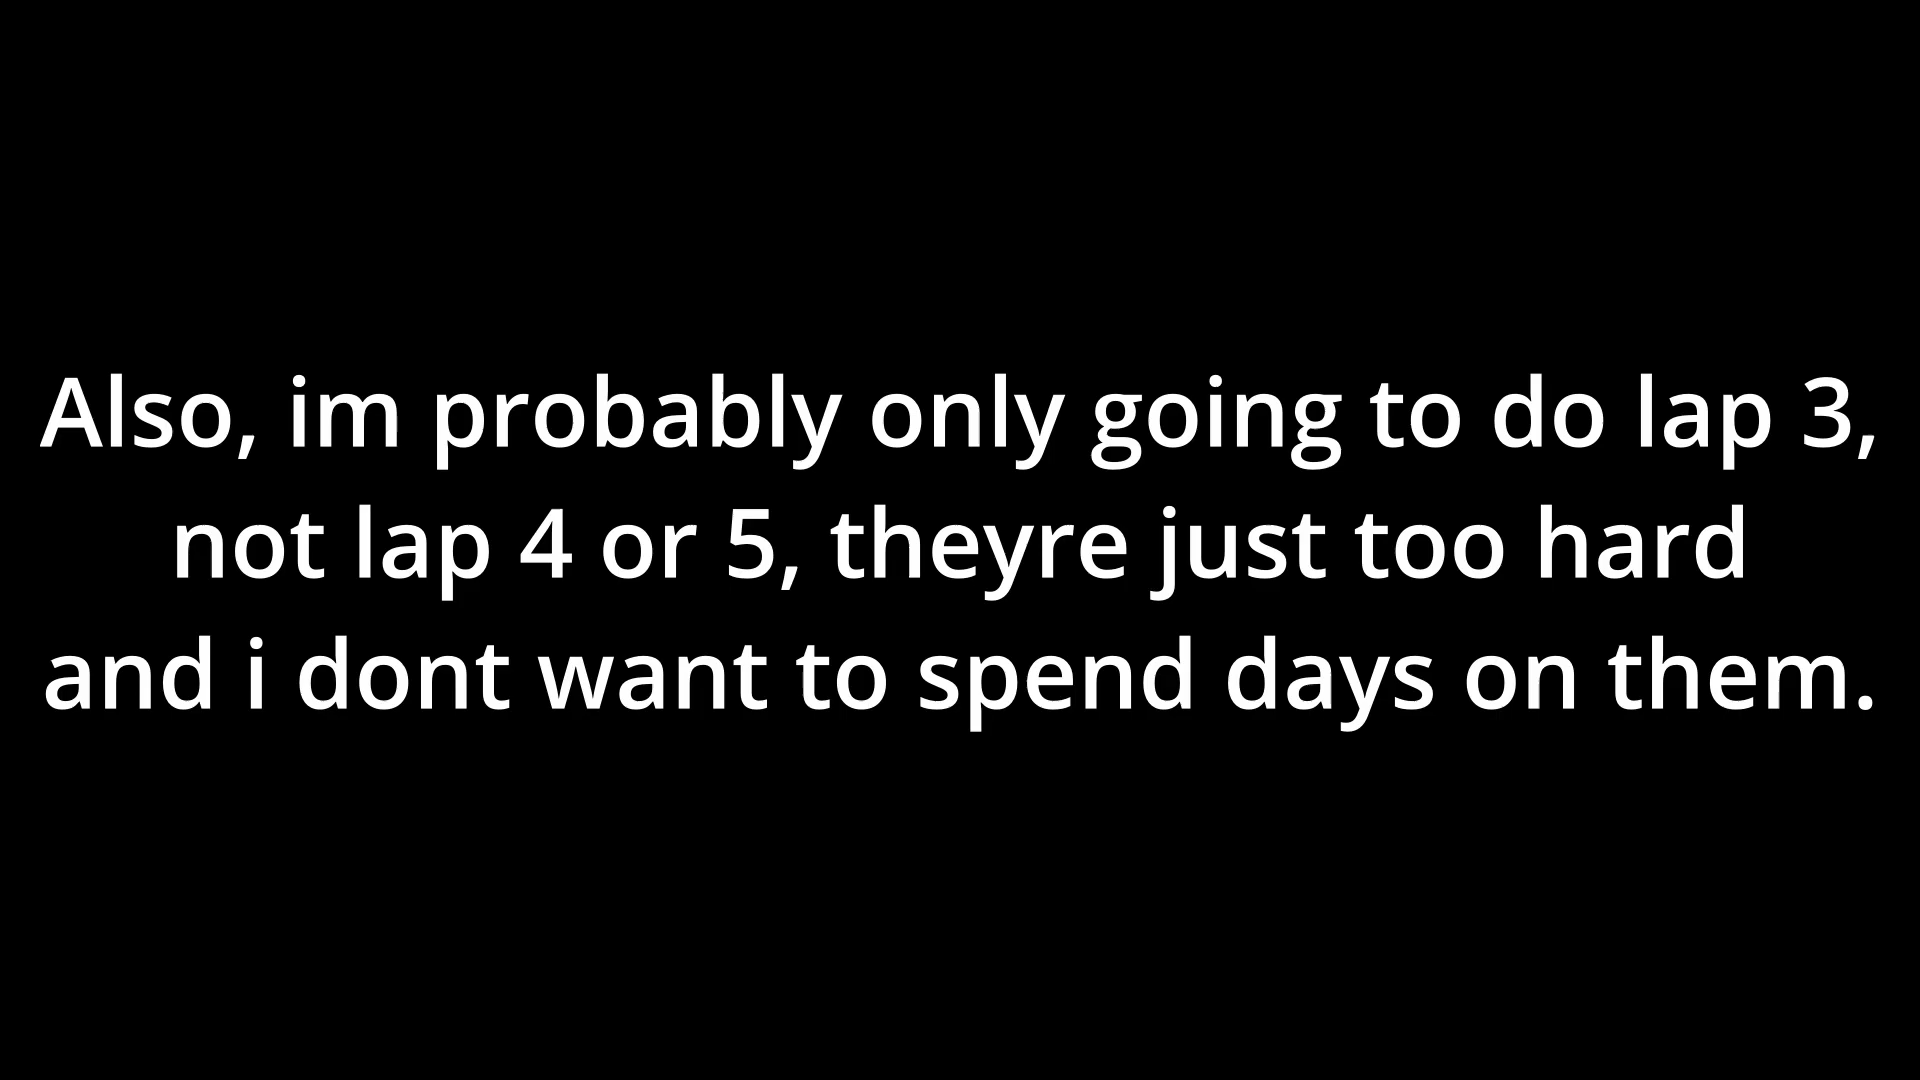 Also, im probably only going to do lap 3,
not lap 4 or 5, theyre just too hard
and i dont want to spend days on them.